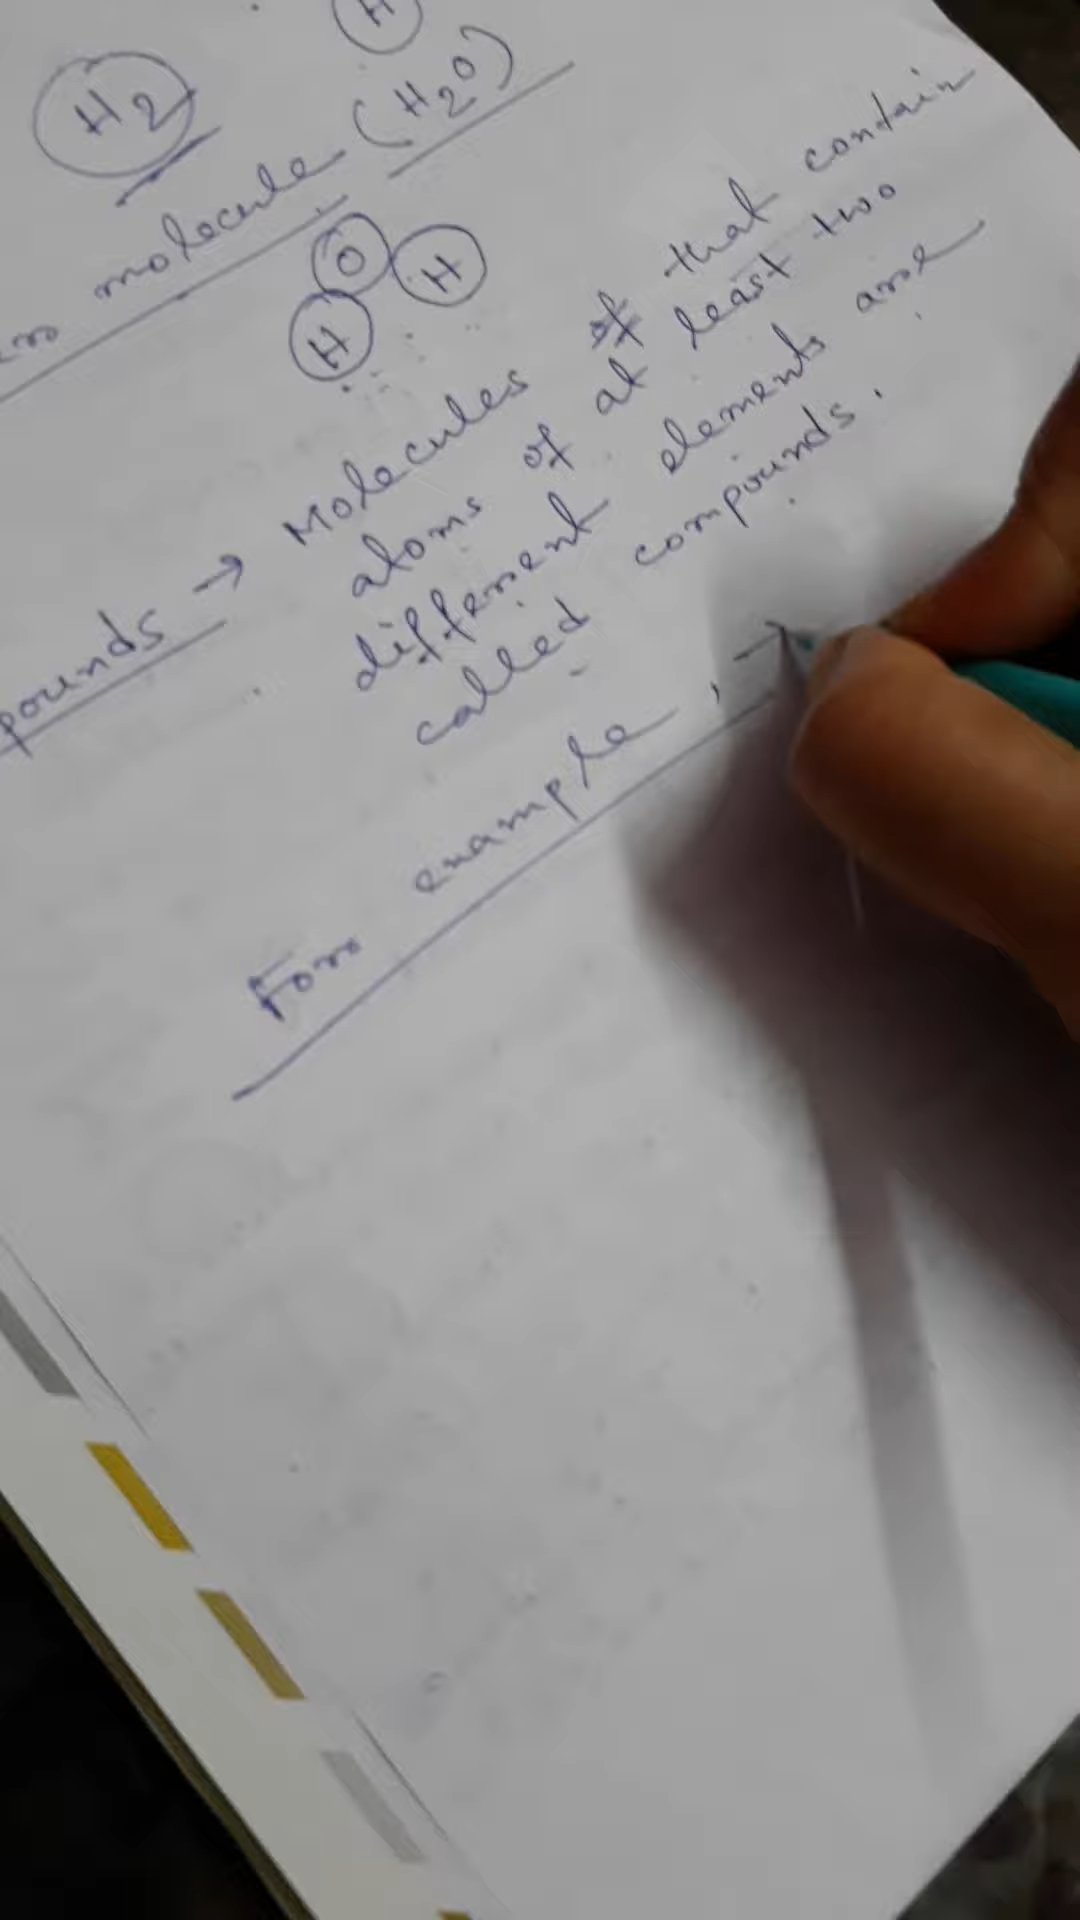 H
H2
molecule (H2O)
O H
H
pounds → Molecules of that contain
atoms of at least two
different elements are
called compounds.
For example,